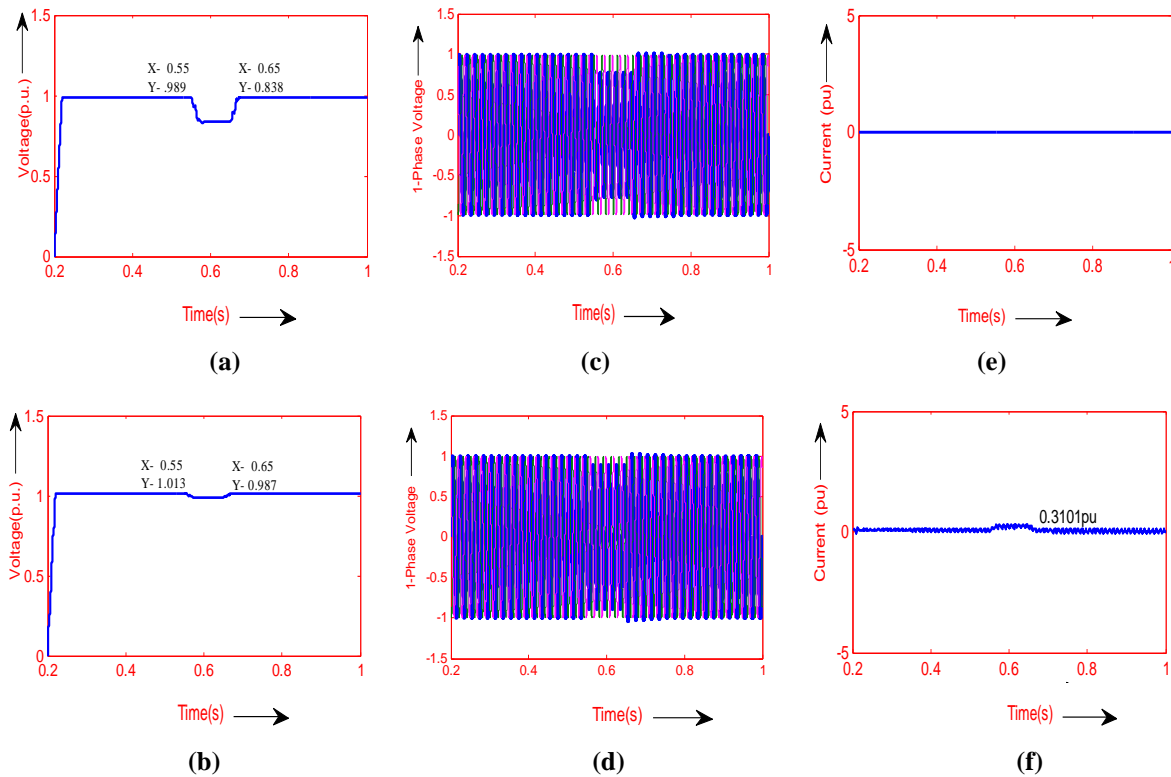 1.5
1
0.5
0
Voltage(p.u.)
X- 0.55
Y- .989
X- 0.65
Y-0.838
0.2
0.4
0.6
0.8
1
Time(s)
(a)
1.5
1
0.5
0
-0.5
-1
-1.5
1-Phase Voltage
0.2
0.4
0.6
0.8
1
Time(s)
(c)
5
0
-5
Current (pu)
0.2
0.4
0.6
0.8
1
Time(s)
(e)
1.5
1
0.5
0
Voltage(p.u.)
X- 0.55
Y- 1.013
X- 0.65
Y- 0.987
0.2
0.4
0.6
0.8
1
Time(s)
(b)
1.5
1
0.5
0
-0.5
-1
-1.5
1-Phase Voltage
0.2
0.4
0.6
0.8
1
Time(s)
(d)
5
0
-5
Current (pu)
0.3101pu
0.2
0.4
0.6
0.8
1
Time(s)
(f)